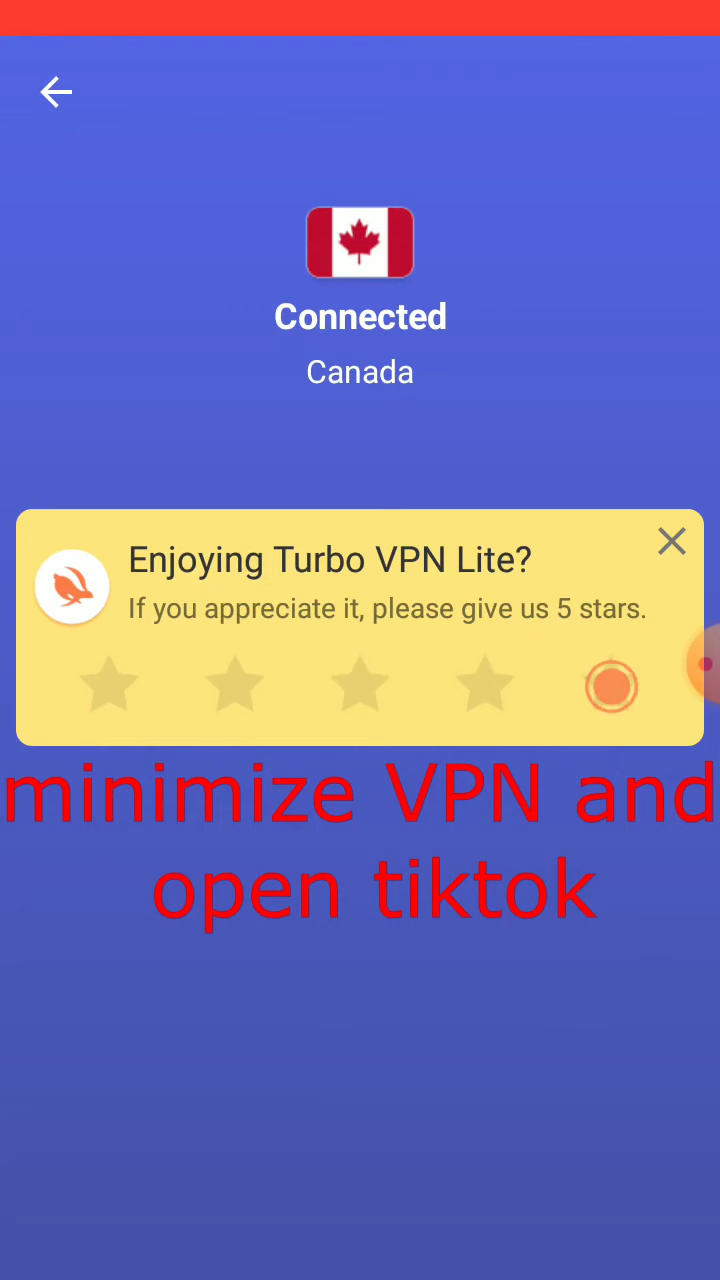 Connected
Canada
Enjoying Turbo VPN Lite?
If you appreciate it, please give us 5 stars.
minimize VPN and
open tiktok